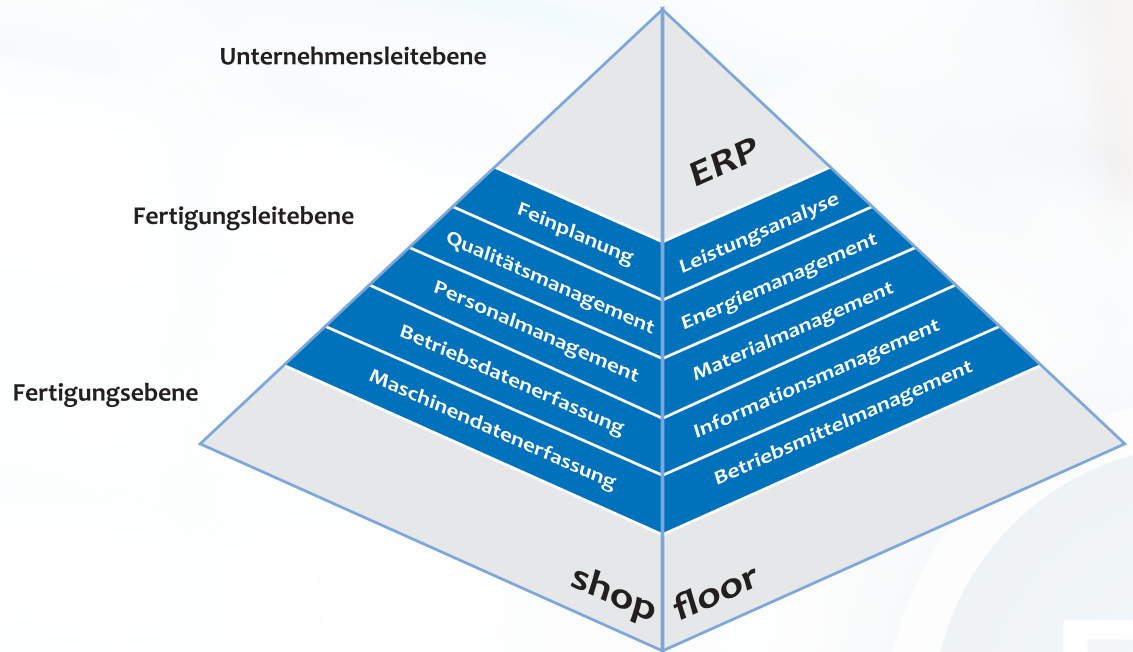 Unternehmensleitebene
ERP
Fertigungsleitebene
Feinplanung
Leistungsanalyse
Qualitätsmanagement
Energiemanagement
Personalmanagement
Materialmanagement
Betriebsdatenerfassung
Informationsmanagement
Maschinendatenerfassung
Betriebsmittelmanagement
Fertigungsebene
shop floor